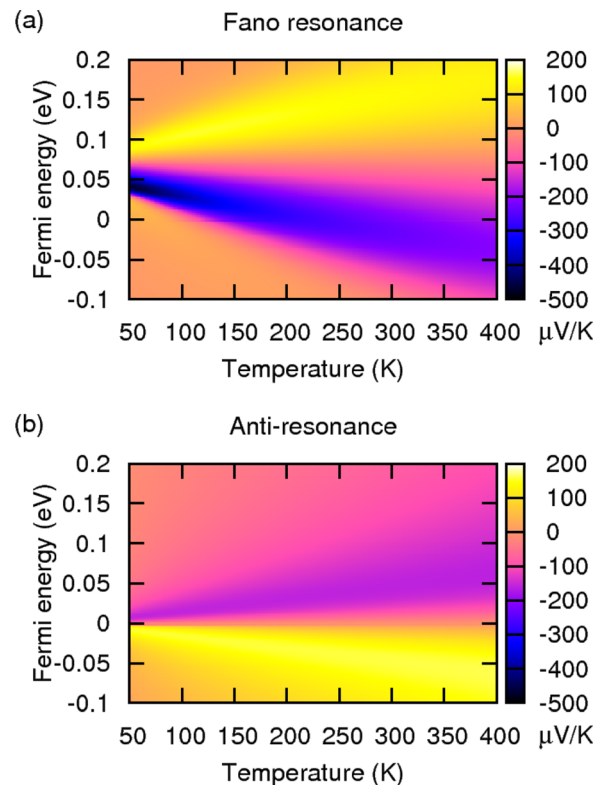 (a)
Fano resonance
Fermi energy (eV)
0.2
0.15
0.1
0.05
0
-0.05
-0.1
50 100 150 200 250 300 350 400
Temperature (K)
200
100
0
-100
-200
-300
-400
-500
μV/K
(b)
Anti-resonance
Fermi energy (eV)
0.2
0.15
0.1
0.05
0
-0.05
-0.1
50 100 150 200 250 300 350 400
Temperature (K)
200
100
0
-100
-200
-300
-400
-500
μV/K